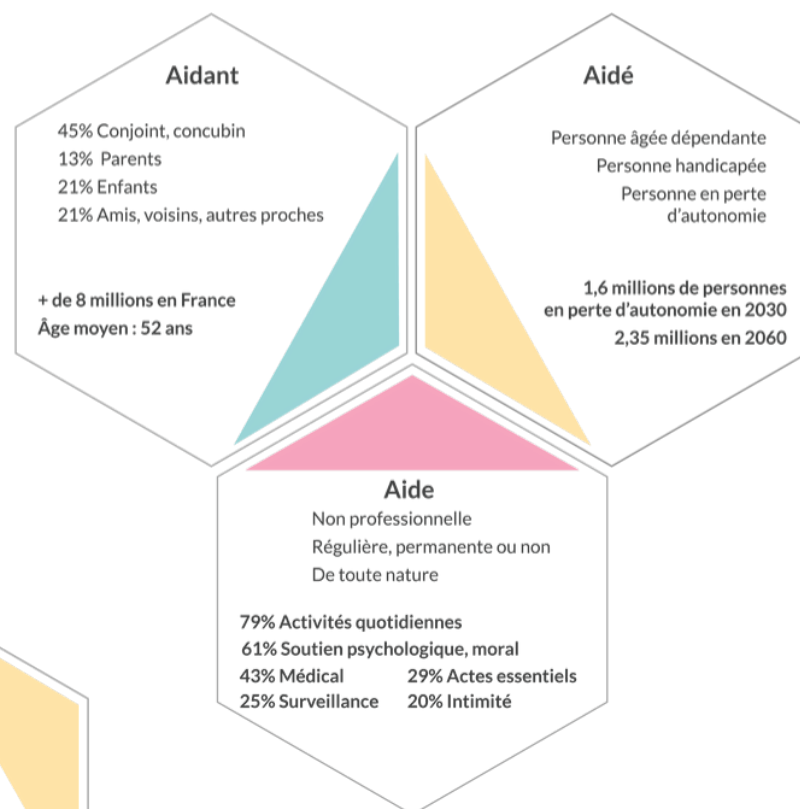 Aidant
45% Conjoint, concubin
13% Parents
21% Enfants
21% Amis, voisins, autres proches
+ de 8 millions en France
Âge moyen : 52 ans
Aidé
Personne âgée dépendante
Personne handicapée
Personne en perte
d'autonomie
1,6 millions de personnes
en perte d'autonomie en 2030
2,35 millions en 2060
Aide
Non professionnelle
Régulière, permanente ou non
De toute nature
79% Activités quotidiennes
61% Soutien psychologique, moral
43% Médical 29% Actes essentiels
25% Surveillance 20% Intimité